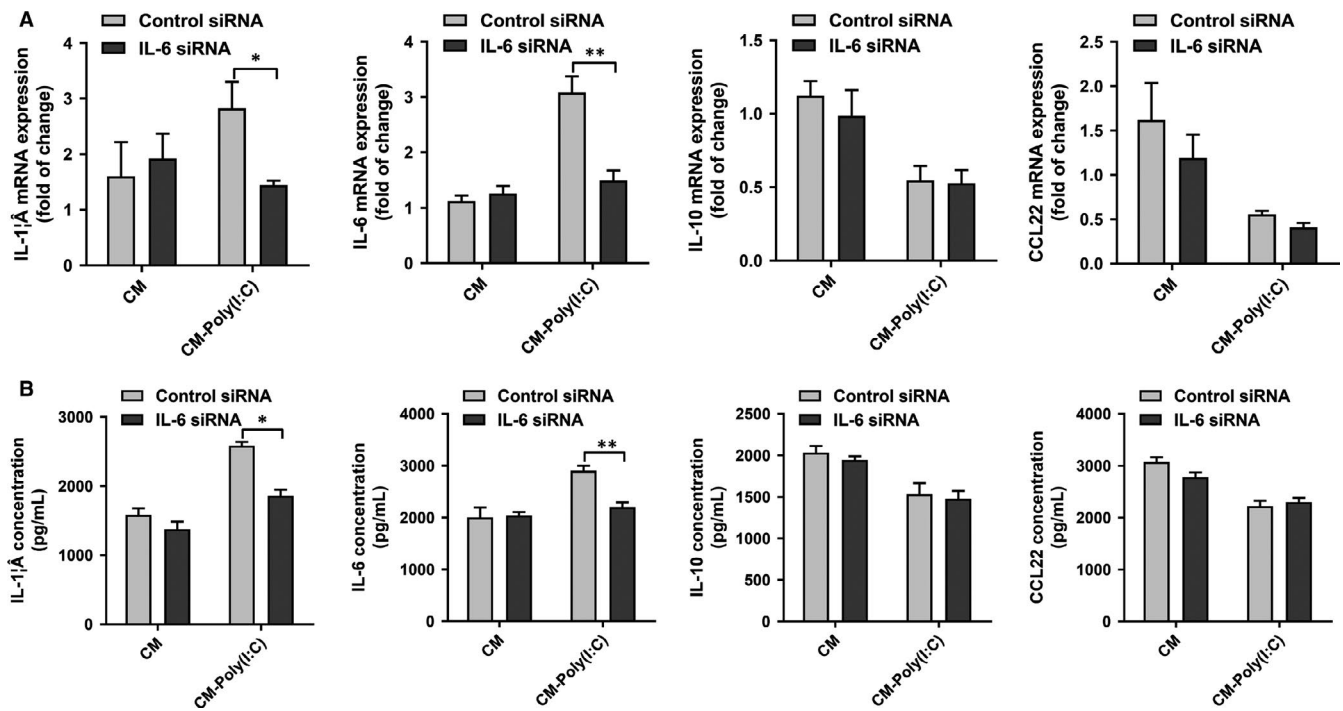 A
Control siRNA
IL-6 siRNA
IL-1¦Â mRNA expression
(fold of change)
4
3
2
1
0
*
CM
CM-Poly(I:C)
Control siRNA
IL-6 siRNA
IL-6 mRNA expression
(fold of change)
4
3
2
1
0
**
CM
CM-Poly(I:C)
Control siRNA
IL-6 siRNA
IL-10 mRNA expression
(fold of change)
1.5
1.0
0.5
0.0
CM
CM-Poly(I:C)
Control siRNA
IL-6 siRNA
CCL22 mRNA expression
(fold of change)
2.5
2.0
1.5
1.0
0.5
0.0
CM
CM-Poly(I:C)
B
Control siRNA
IL-6 siRNA
IL-1¦Â concentration
(pg/mL)
3000
2000
1000
0
*
CM
CM-Poly(I:C)
Control siRNA
IL-6 siRNA
IL-6 concentration
(pg/mL)
4000
3000
2000
1000
0
**
CM
CM-Poly(I:C)
Control siRNA
IL-6 siRNA
IL-10 concentration
(pg/mL)
2500
2000
1500
1000
500
0
CM
CM-Poly(I:C)
Control siRNA
IL-6 siRNA
CCL22 concentration
(pg/mL)
4000
3000
2000
1000
0
CM
CM-Poly(I:C)